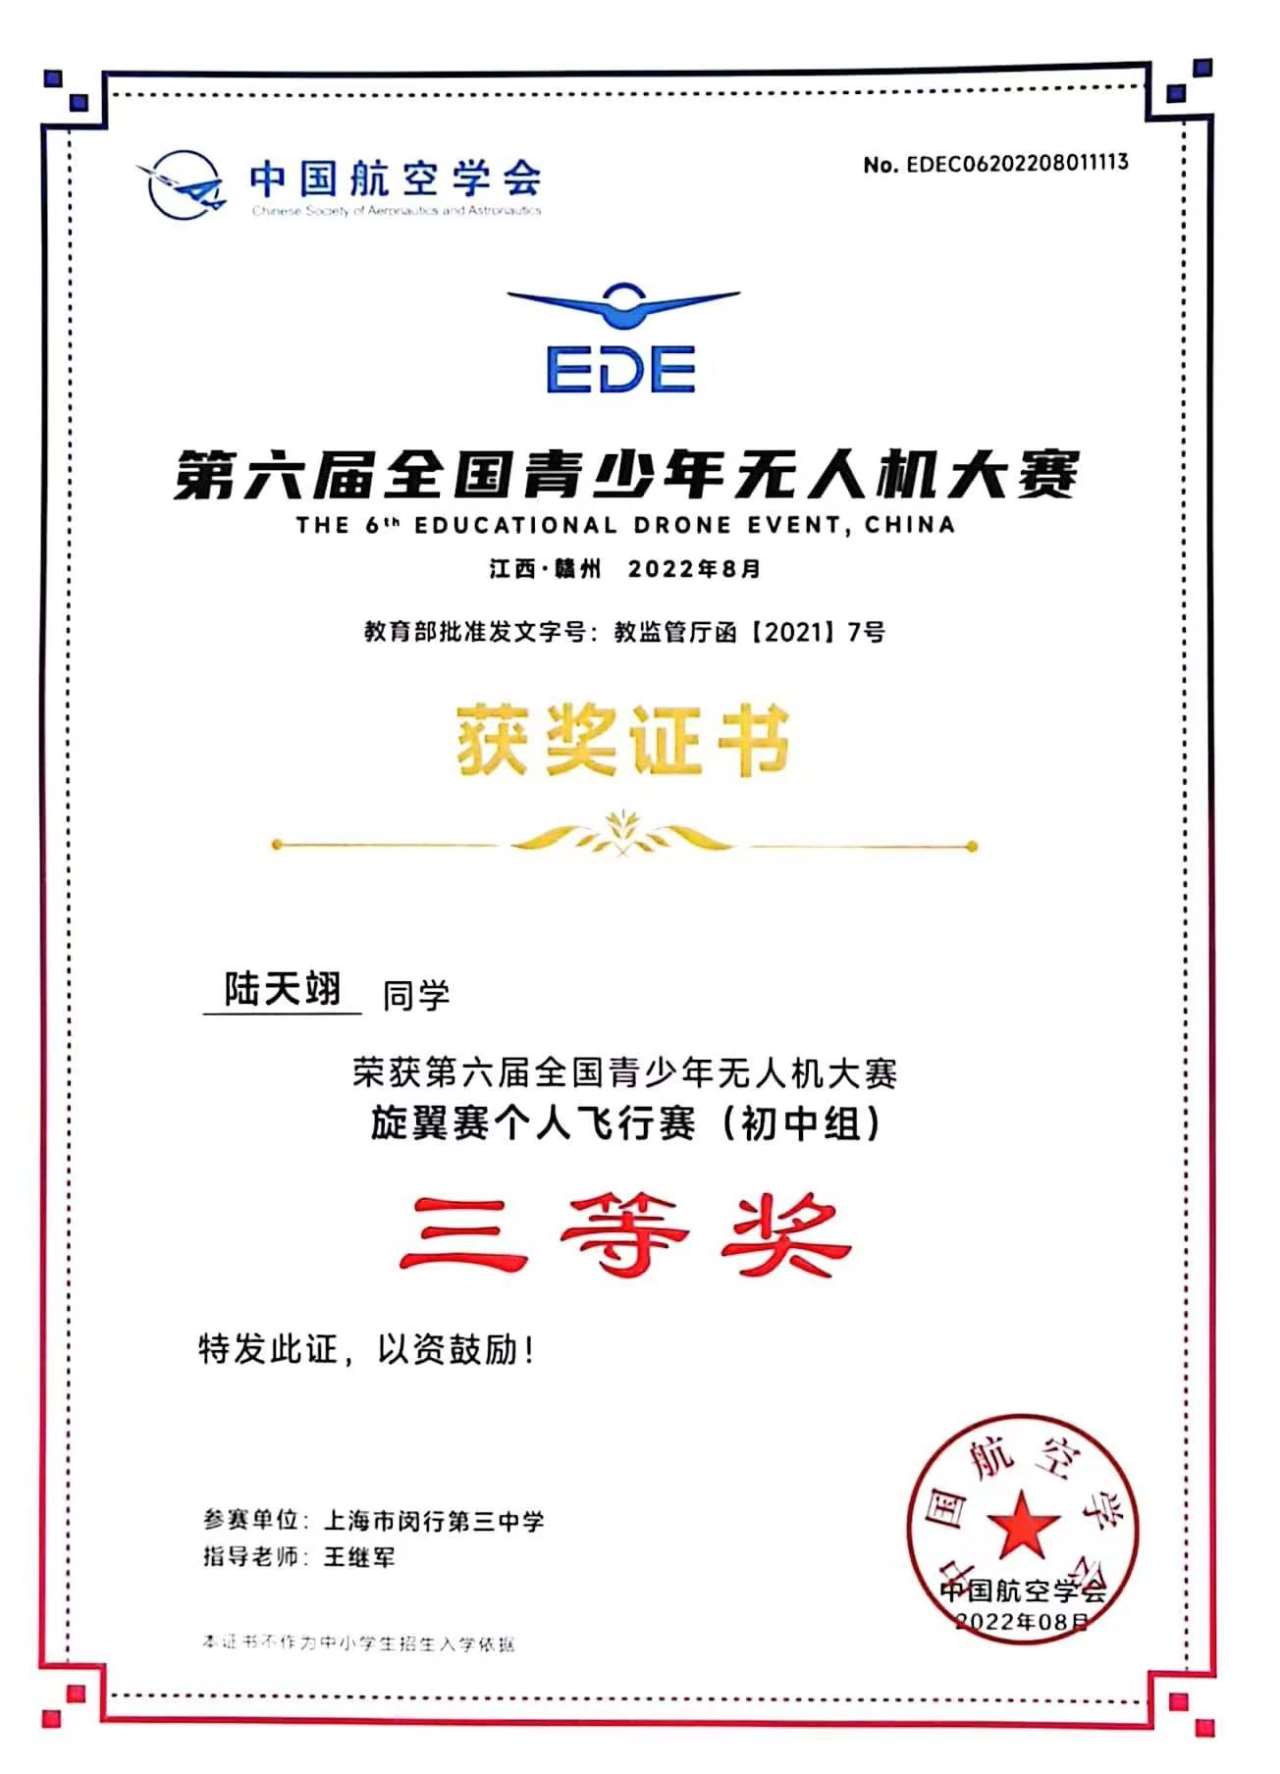 中国航空学会
Chinese Society of Aeronautics and Astronautics
No. EDEC06202208011113
EDE
第六届全国青少年无人机大赛
THE 6th EDUCATIONAL DRONE EVENT, CHINA
江西·赣州 2022年8月
教育部批准发文字号：教监管厅函【2021】7号
获奖证书
陆天翊 同学
荣获第六届全国青少年无人机大赛
旋翼赛个人飞行赛（初中组）
三等奖
特发此证，以资鼓励！
参赛单位：上海市闵行第三中学
指导老师：王继军
中国航空学会
中国航空学会
2022年08月
本证书不作为中小学生招生入学依据